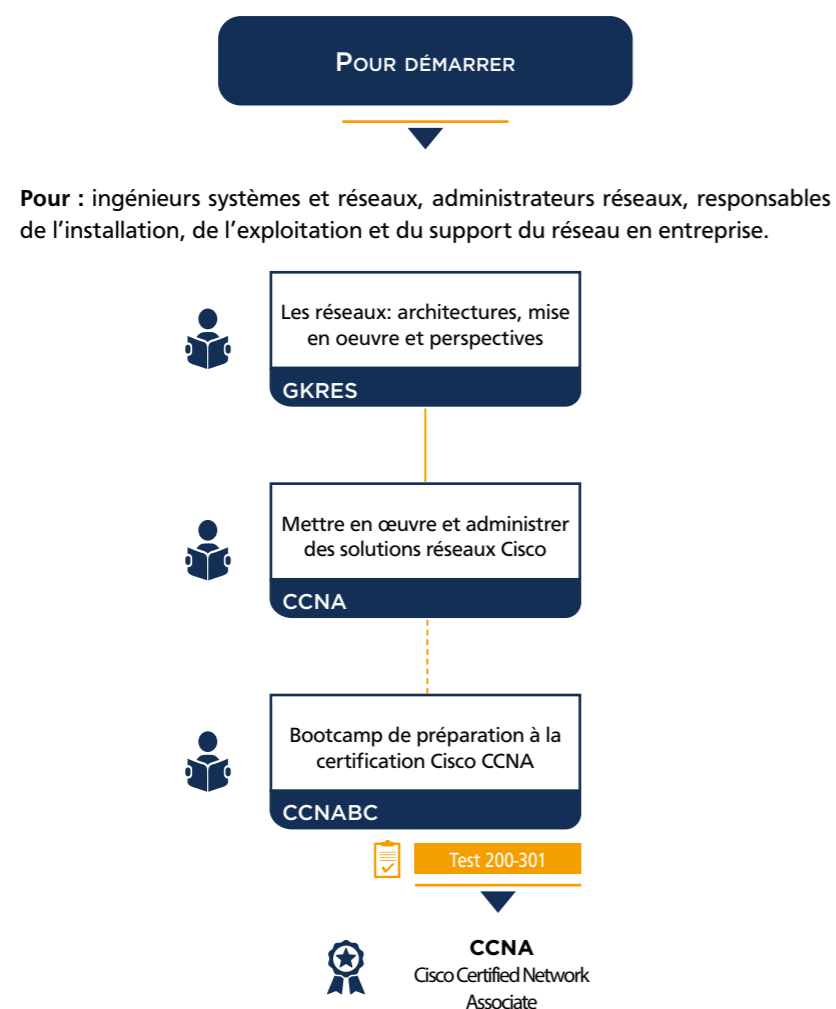 Pour démarrer
Pour : ingénieurs systèmes et réseaux, administrateurs réseaux, responsables
de l’installation, de l’exploitation et du support du réseau en entreprise.
Les réseaux: architectures, mise
en oeuvre et perspectives
GKRES
Mettre en œuvre et administrer
des solutions réseaux Cisco
CCNA
Bootcamp de préparation à la
certification Cisco CCNA
CCNABC
Test 200-301
CCNA
Cisco Certified Network
Associate